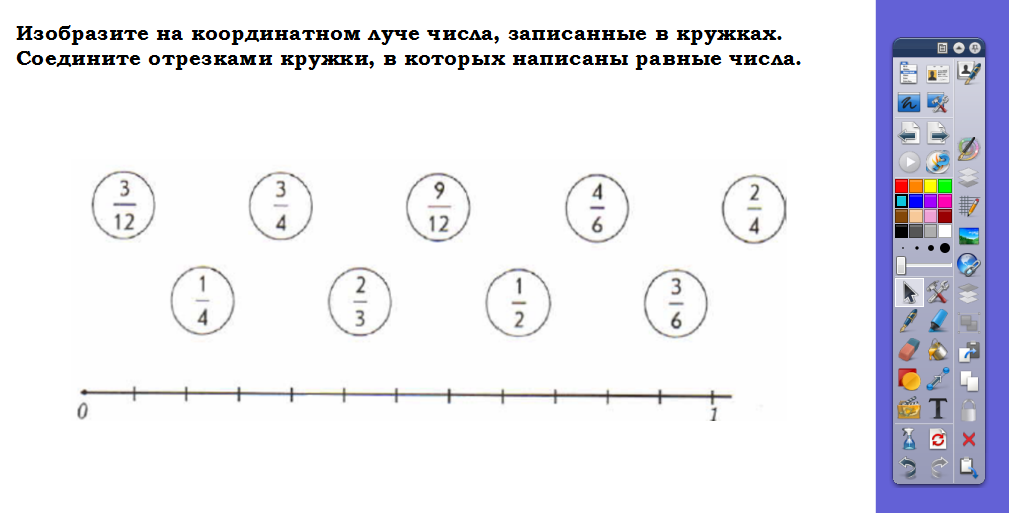 Изобразите на координатном луче числа, записанные в кружках.
Соедините отрезками кружки, в которых написаны равные числа.
3/12 3/4 9/12 4/6 2/4
1/4 2/3 1/2 3/6
0 1